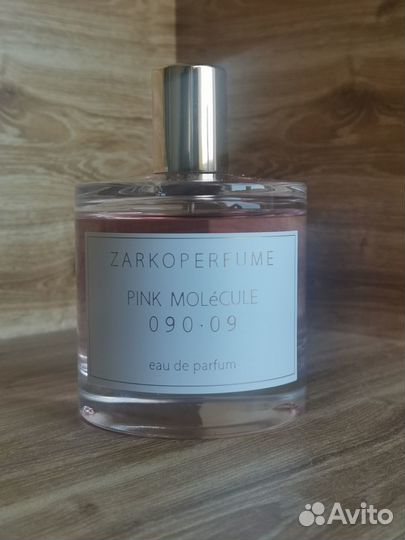 ZARKOPERFUME
PINK MOLéCULE
090·09
eau de parfum
Avito